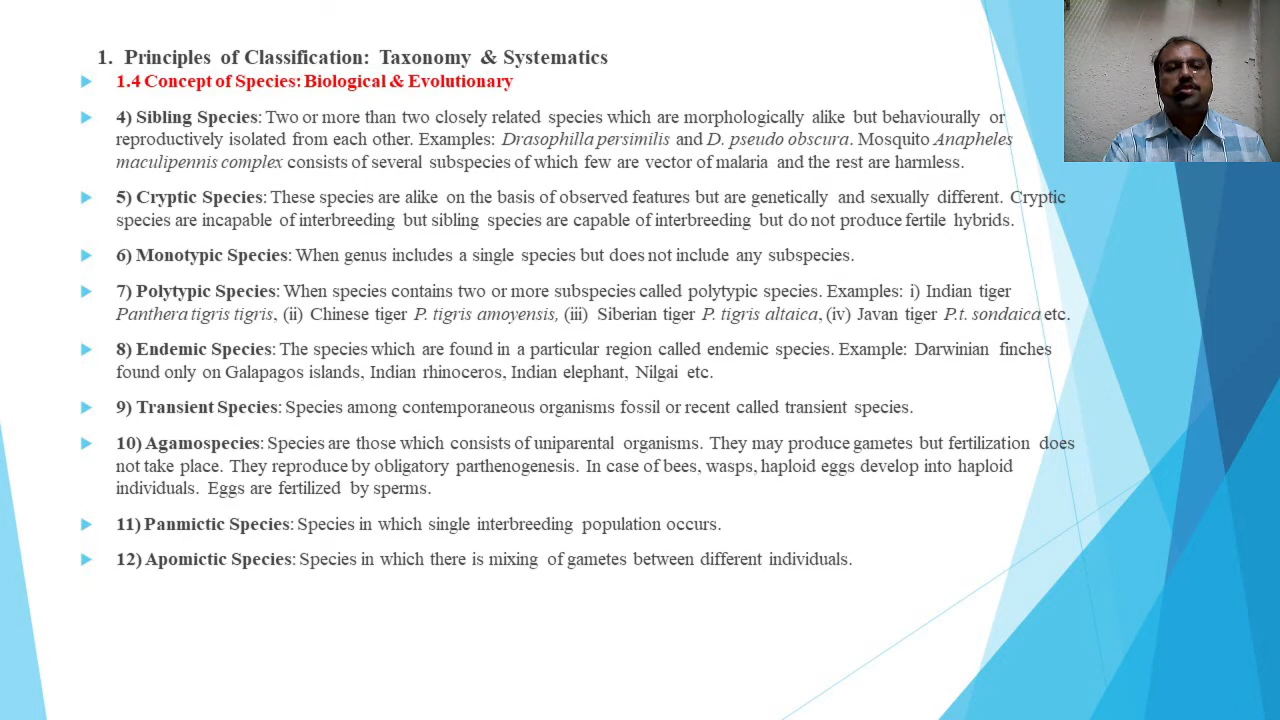 1. Principles of Classification: Taxonomy & Systematics
1.4 Concept of Species: Biological & Evolutionary
4) Sibling Species: Two or more than two closely related species which are morphologically alike but behaviourally or
reproductively isolated from each other. Examples: Drasophilla persimilis and D. pseudo obscura. Mosquito Anapheles
maculipennis complex consists of several subspecies of which few are vector of malaria and the rest are harmless.
5) Cryptic Species: These species are alike on the basis of observed features but are genetically and sexually different. Cryptic
species are incapable of interbreeding but sibling species are capable of interbreeding but do not produce fertile hybrids.
6) Monotypic Species: When genus includes a single species but does not include any subspecies.
7) Polytypic Species: When species contains two or more subspecies called polytypic species. Examples: i) Indian tiger
Panthera tigris tigris, (ii) Chinese tiger P. tigris amoyensis, (iii) Siberian tiger P. tigris altaica, (iv) Javan tiger P.t. sondaica etc.
8) Endemic Species: The species which are found in a particular region called endemic species. Example: Darwinian finches
found only on Galapagos islands, Indian rhinoceros, Indian elephant, Nilgai etc.
9) Transient Species: Species among contemporaneous organisms fossil or recent called transient species.
10) Agamospecies: Species are those which consists of uniparental organisms. They may produce gametes but fertilization does
not take place. They reproduce by obligatory parthenogenesis. In case of bees, wasps, haploid eggs develop into haploid
individuals. Eggs are fertilized by sperms.
11) Panmictic Species: Species in which single interbreeding population occurs.
12) Apomictic Species: Species in which there is mixing of gametes between different individuals.